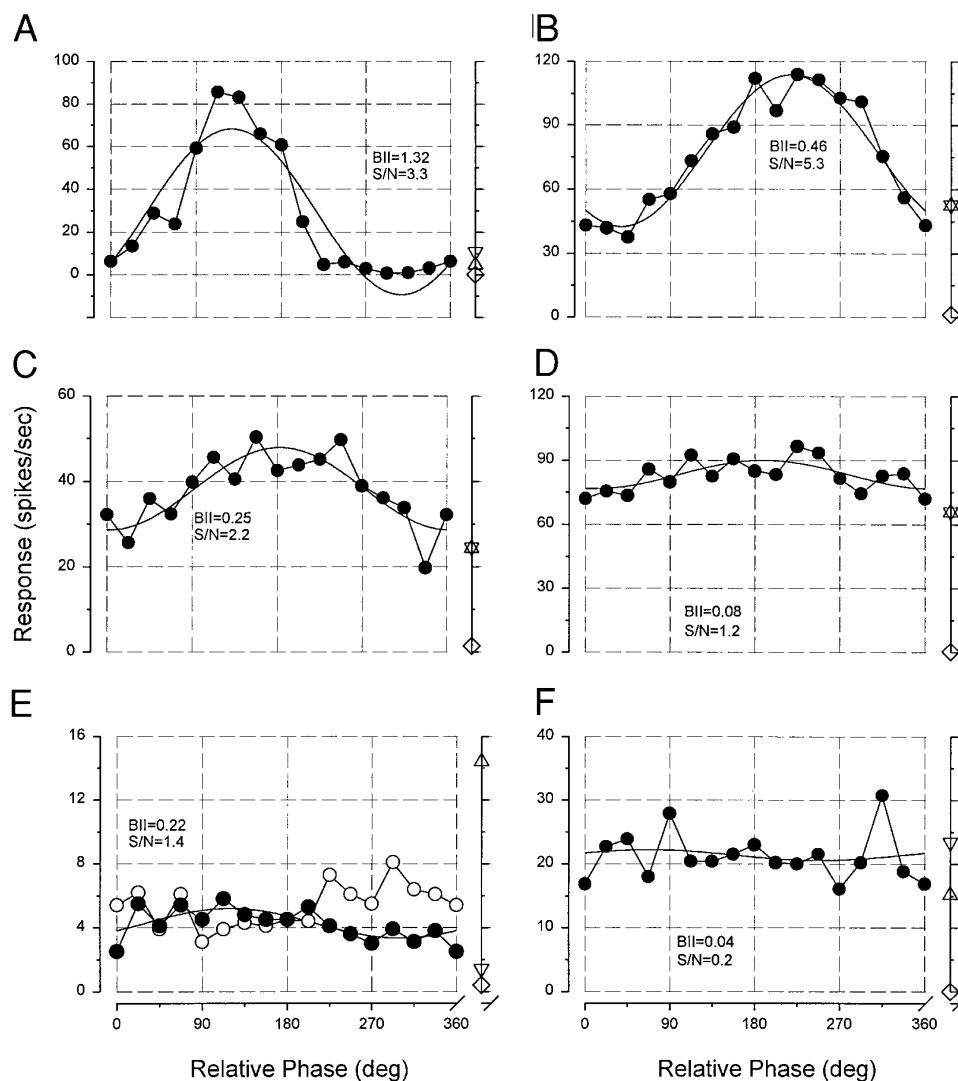 A
B
100
80
60
40
20
0
BII=1.32
S/N=3.3
120
90
60
30
0
BII=0.46
S/N=5.3
C
D
Response (spikes/sec)
60
40
20
0
BII=0.25
S/N=2.2
120
90
60
30
0
BII=0.08
S/N=1.2
E
F
16
12
8
4
0
BII=0.22
S/N=1.4
40
30
20
10
0
BII=0.04
S/N=0.2
0 90 180 270 360
0 90 180 270 360
Relative Phase (deg)
Relative Phase (deg)